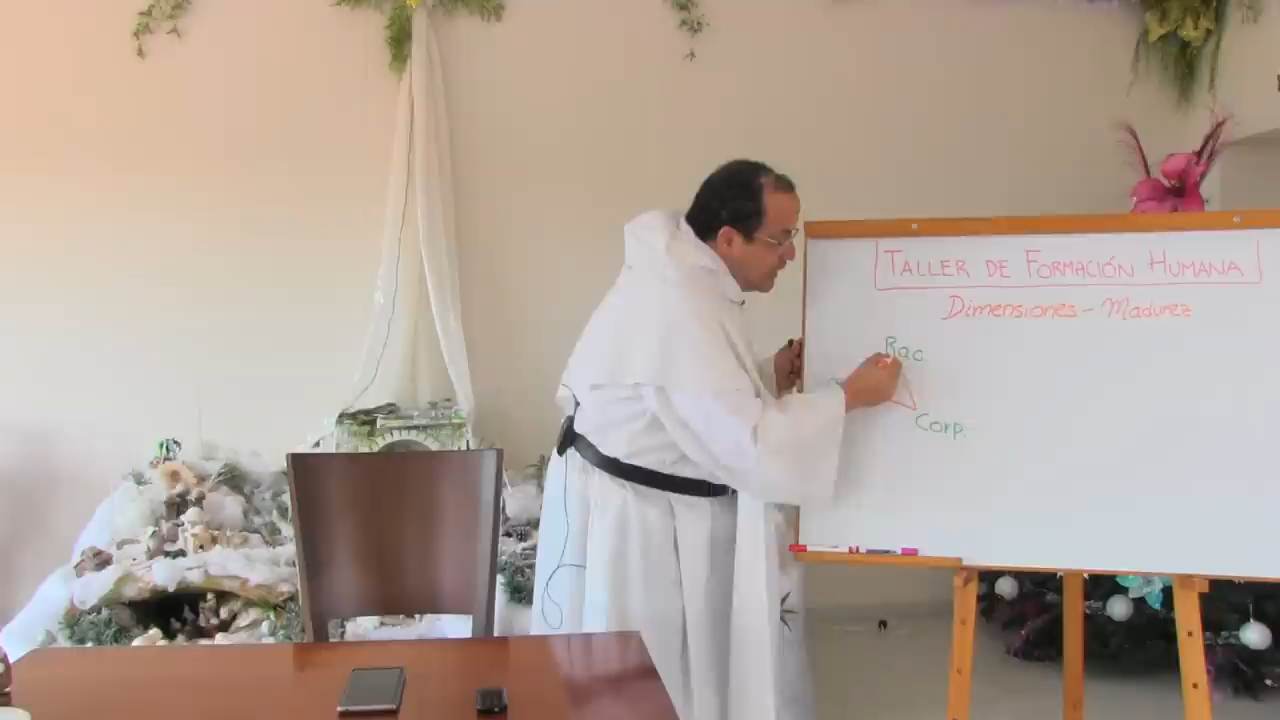 TALLER DE FORMACIÓN HUMANA
Dimensiones - Madurez
Rac.
Corp.